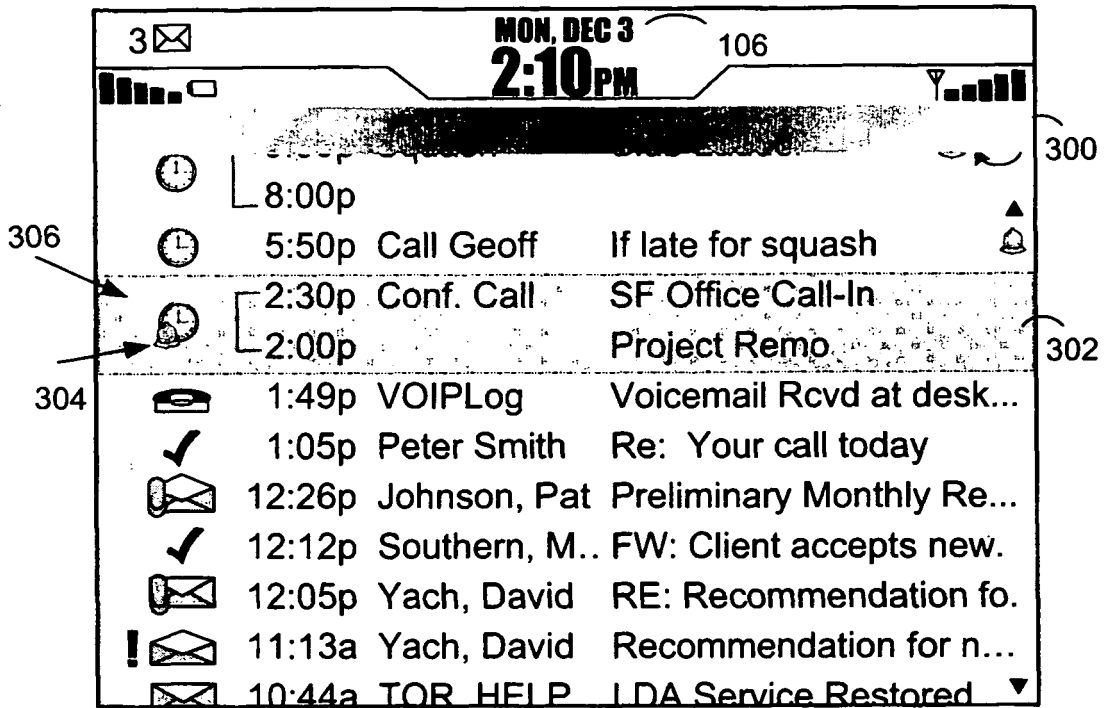 3
MON, DEC 3
2:10PM
106
300
8:00p
306
5:50p Call Geoff If late for squash
2:30p Conf. Call SF Office Call-In
2:00p Project Remo
302
304
1:49p VOIPLog Voicemail Rcvd at desk...
1:05p Peter Smith Re: Your call today
12:26p Johnson, Pat Preliminary Monthly Re...
12:12p Southern, M.. FW: Client accepts new.
12:05p Yach, David RE: Recommendation fo.
! 11:13a Yach, David Recommendation for n...
10:44a TOR HELP LDA Service Restored